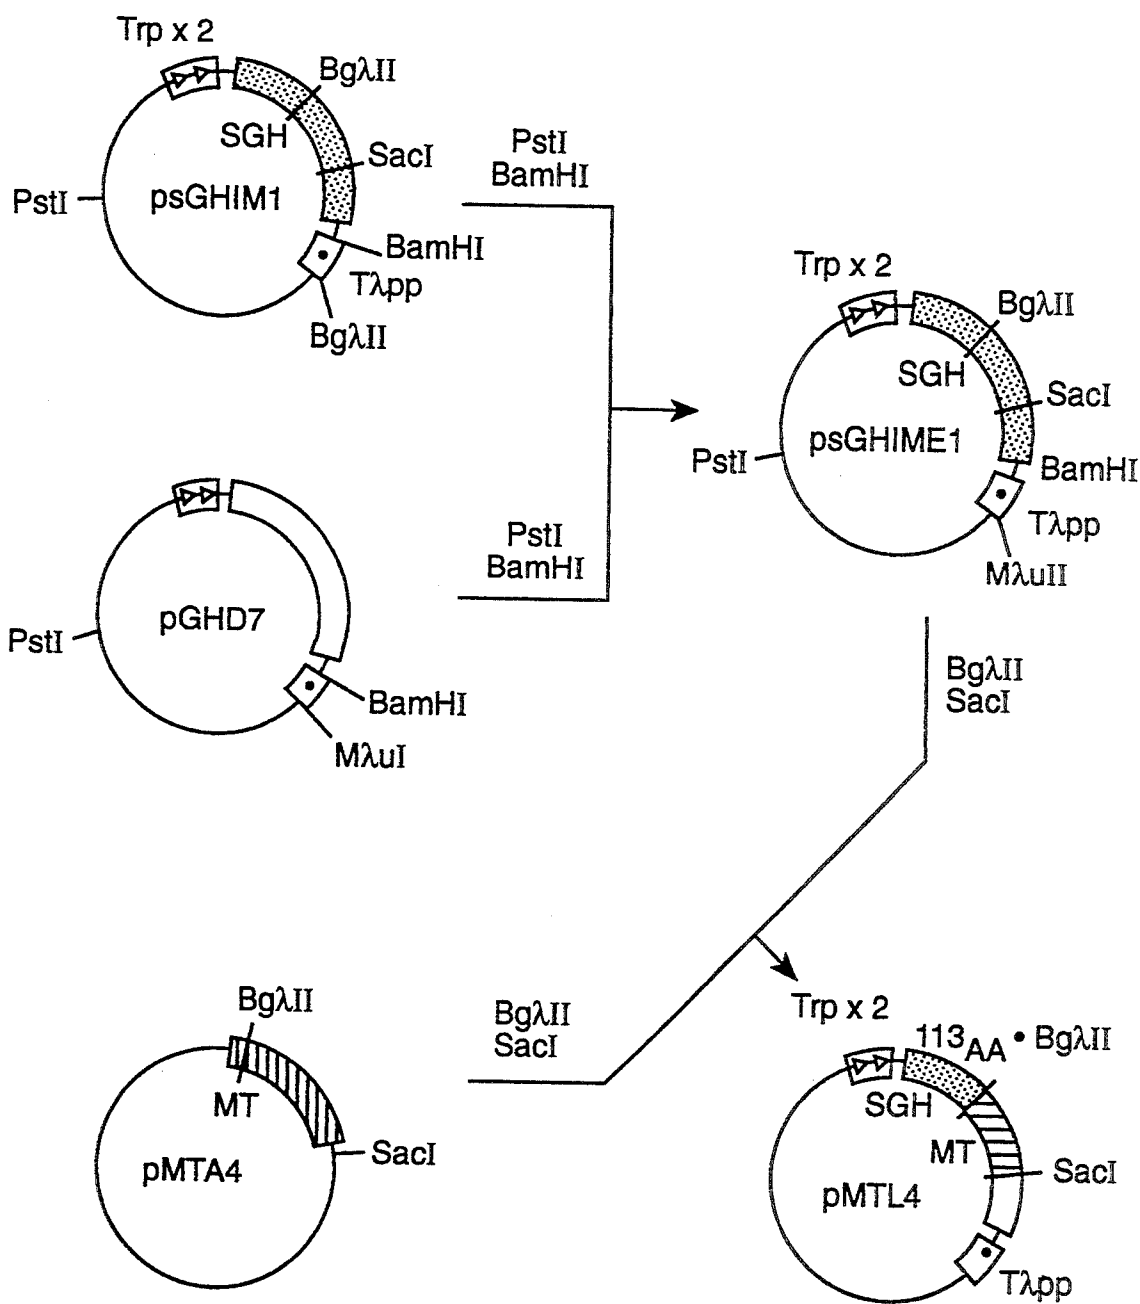 Trp x 2
BgλII
SGH
SacI
PstI
psGHIM1
BamHI
Tλpp
BgλII
PstI
BamHI
Trp x 2
BgλII
SGH
SacI
PstI
psGHIME1
BamHI
Tλpp
MλuII
PstI
BamHI
PstI
pGHD7
BamHI
MλuI
BgλII
SacI
BgλII
MT
SacI
pMTA4
BgλII
SacI
Trp x 2
113AA • BgλII
SGH
MT
SacI
pMTL4
Tλpp